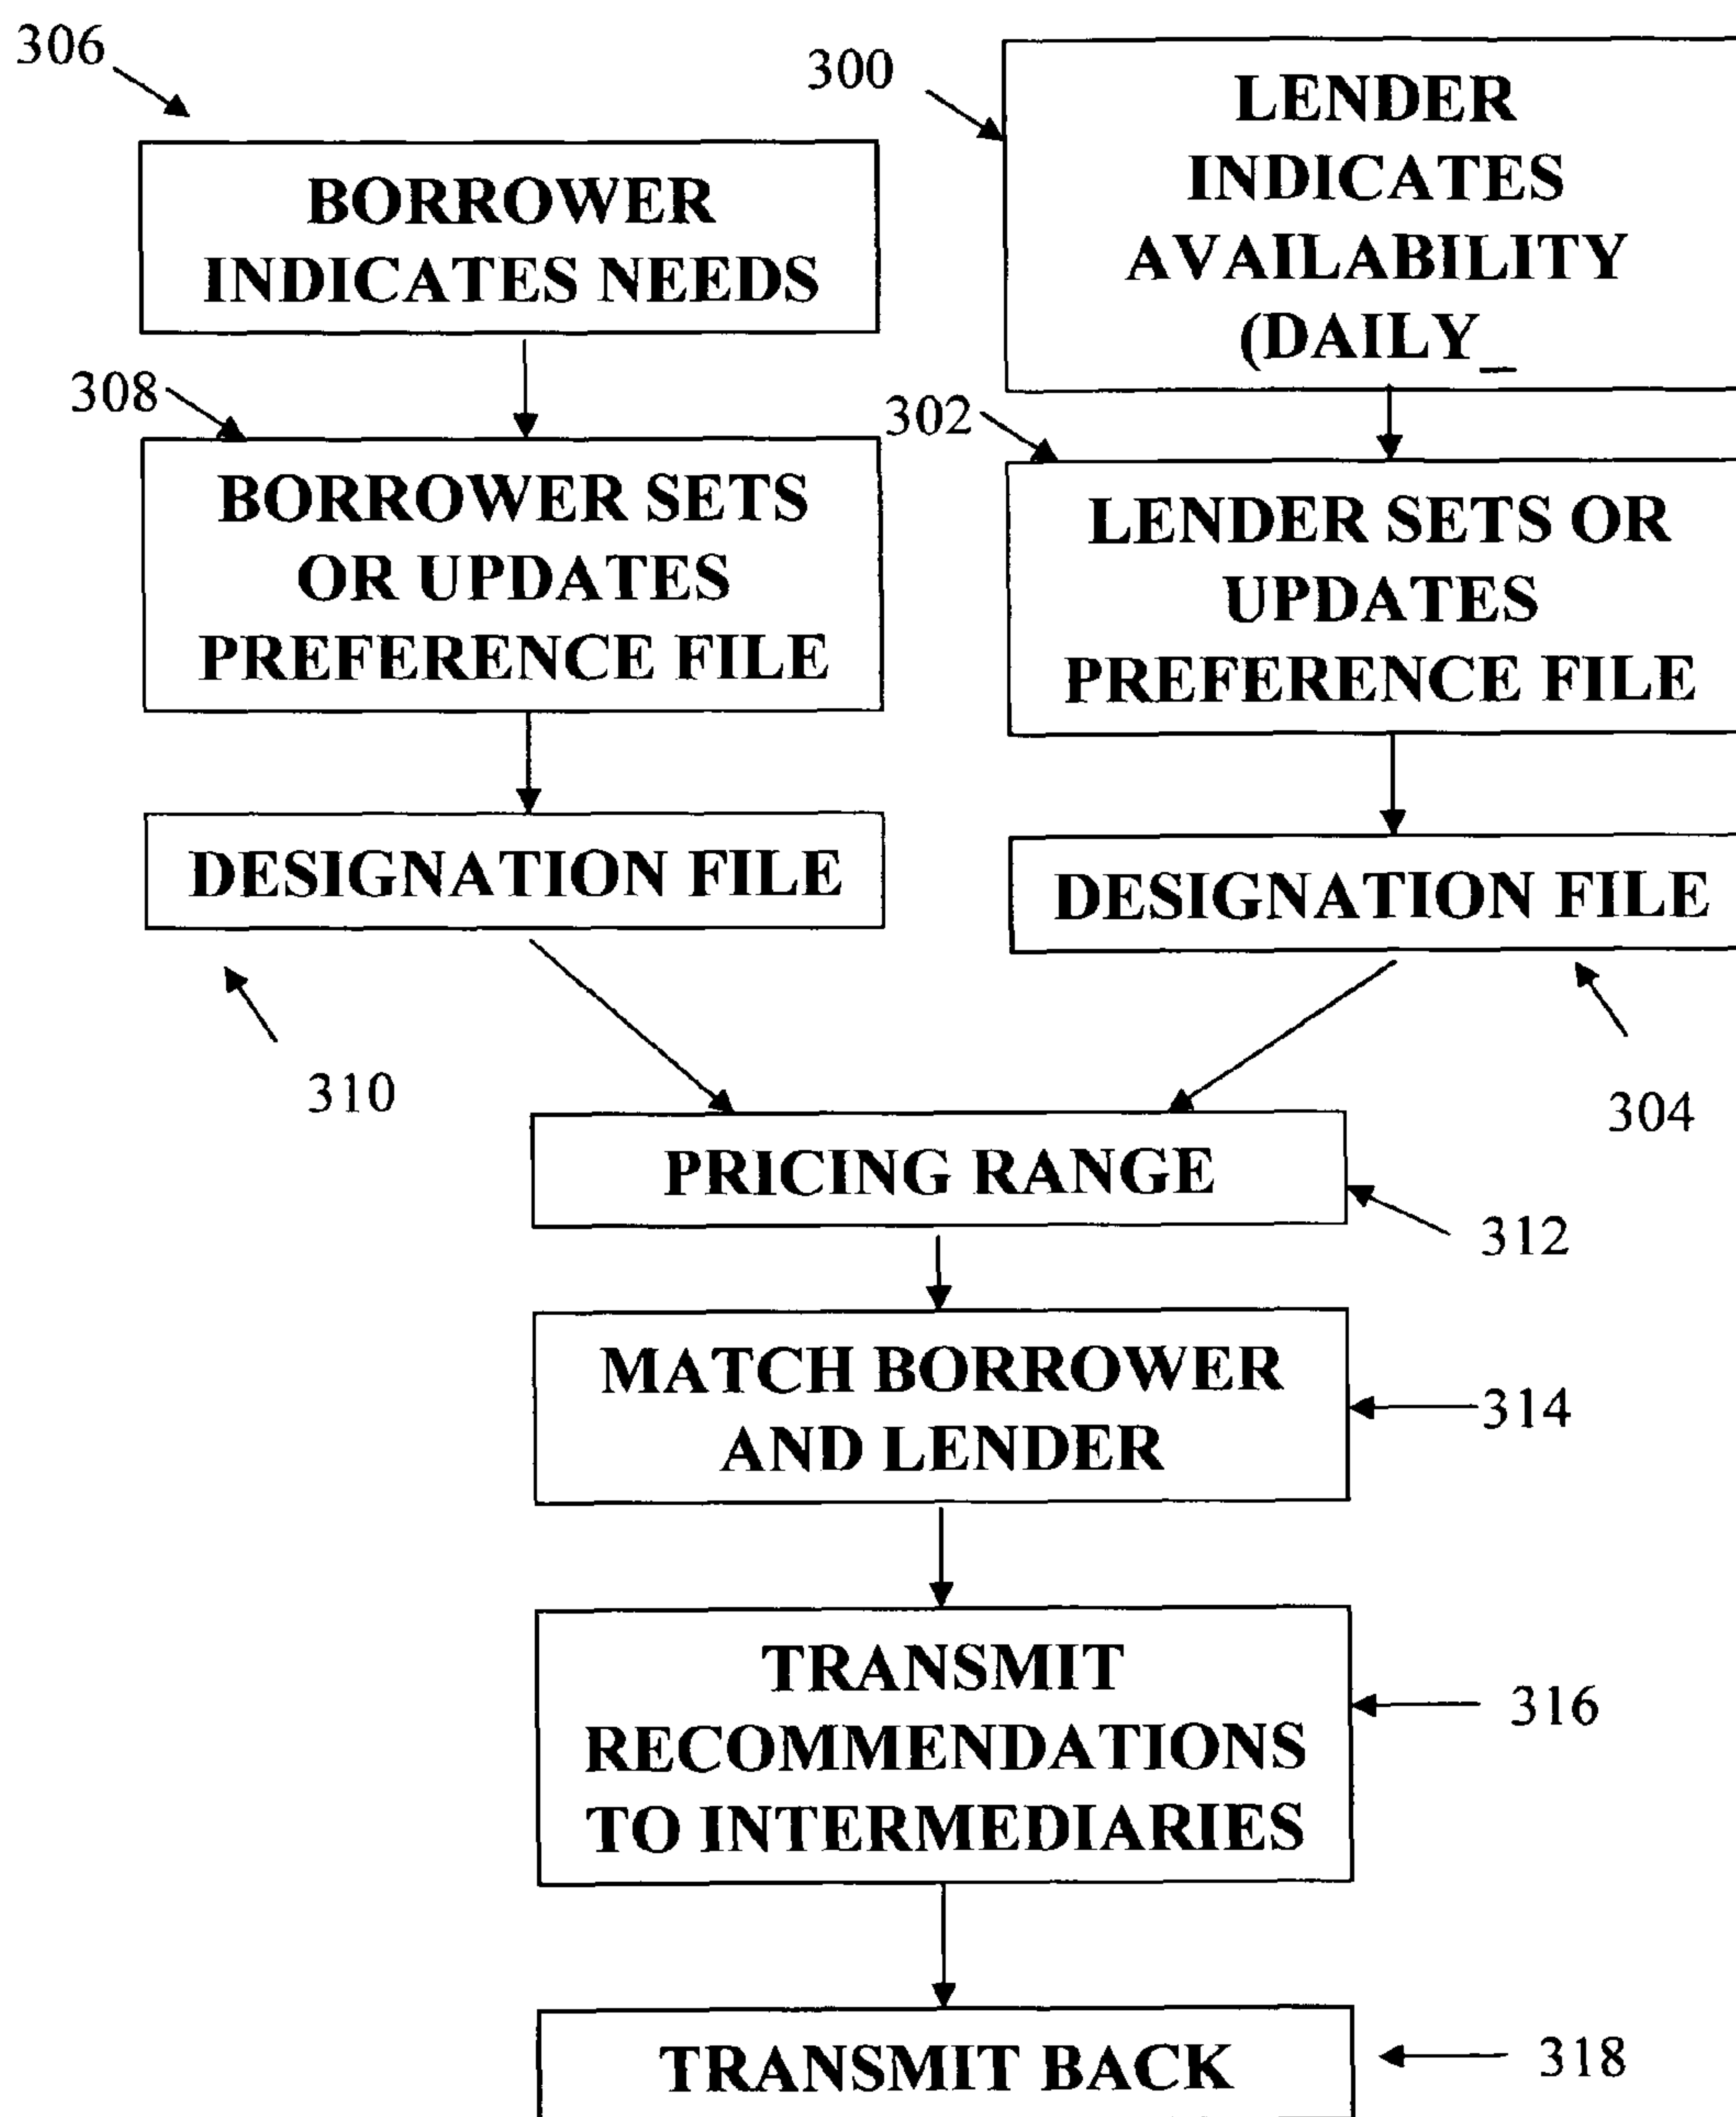 306
BORROWER
INDICATES NEEDS
300
LENDER
INDICATES
AVAILABILITY
(DAILY_
308
BORROWER SETS
OR UPDATES
PREFERENCE FILE
302
LENDER SETS OR
UPDATES
PREFERENCE FILE
DESIGNATION FILE
310
DESIGNATION FILE
304
PRICING RANGE
312
MATCH BORROWER
AND LENDER
314
TRANSMIT
RECOMMENDATIONS
TO INTERMEDIARIES
316
TRANSMIT BACK
318